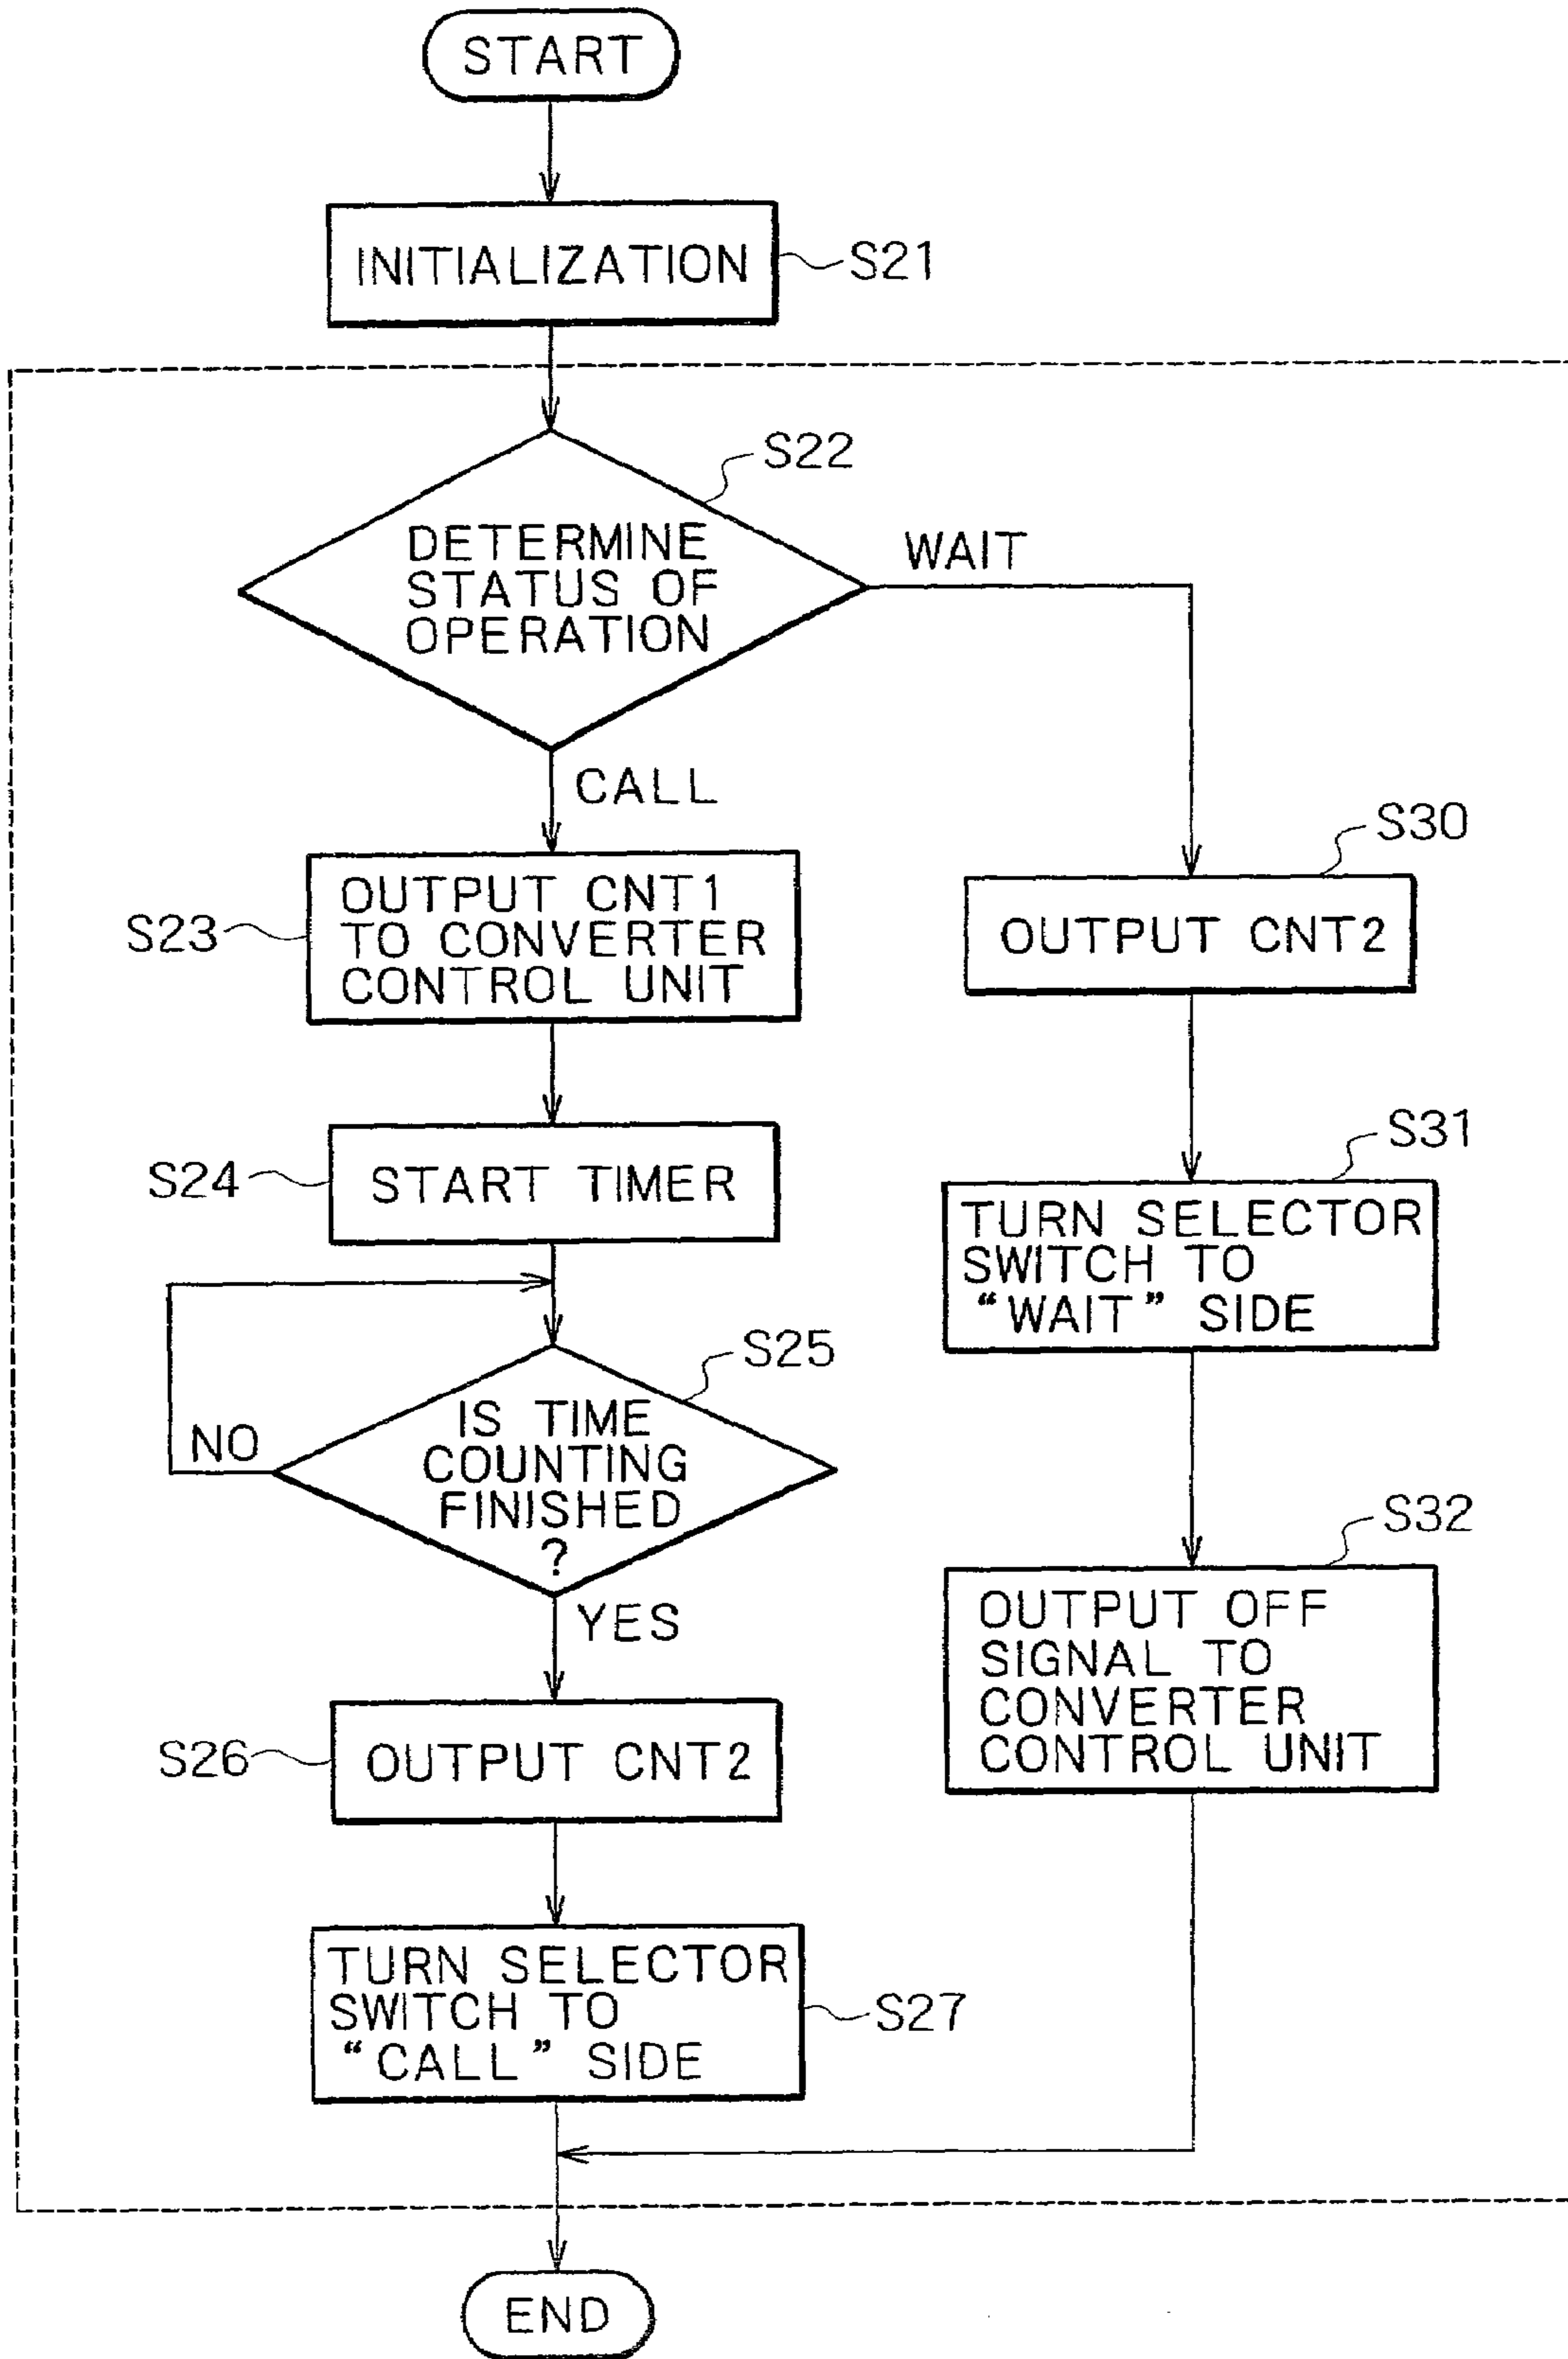 START
INITIALIZATION
S21
S22
DETERMINE
STATUS OF
OPERATION
WAIT
CALL
S23
OUTPUT CNT1
TO CONVERTER
CONTROL UNIT
S30
OUTPUT CNT2
S24
START TIMER
S31
TURN SELECTOR
SWITCH TO
“WAIT” SIDE
S25
IS TIME
COUNTING
FINISHED
?
NO
YES
S32
OUTPUT OFF
SIGNAL TO
CONVERTER
CONTROL UNIT
S26
OUTPUT CNT2
TURN SELECTOR
SWITCH TO
“CALL” SIDE
S27
END